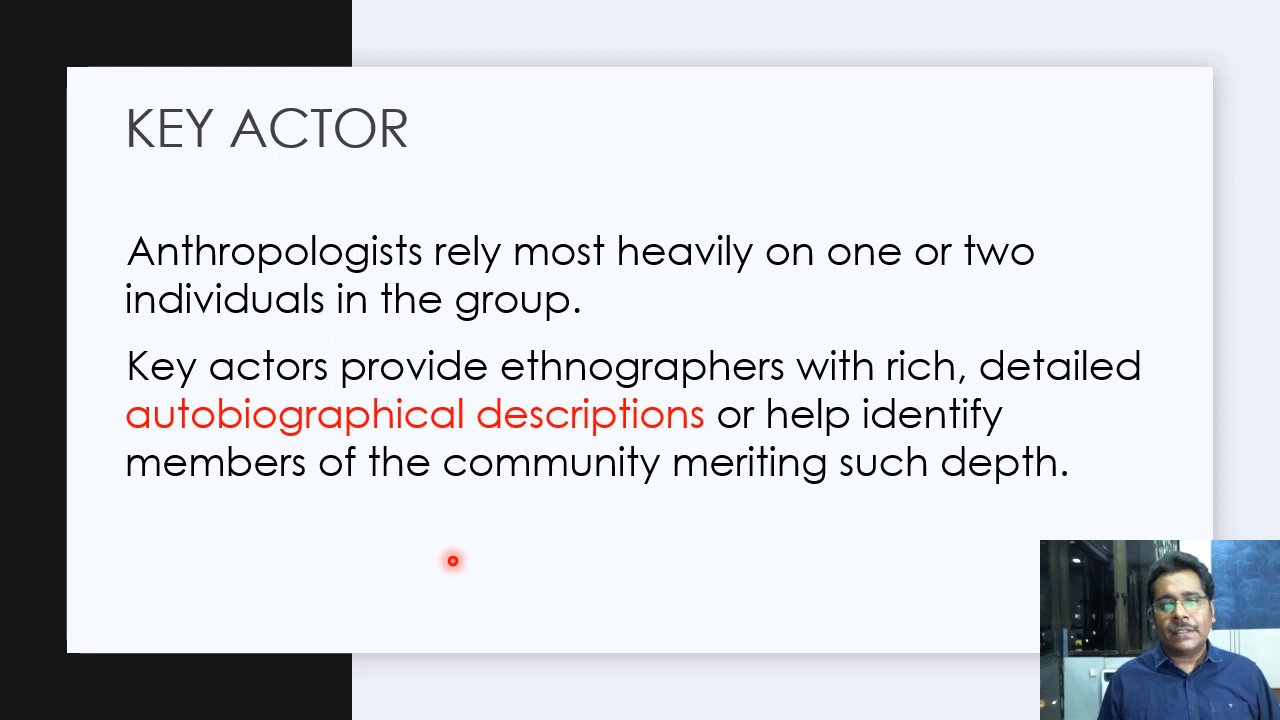 KEY ACTOR
Anthropologists rely most heavily on one or two
individuals in the group.
Key actors provide ethnographers with rich, detailed
autobiographical descriptions or help identify
members of the community meriting such depth.